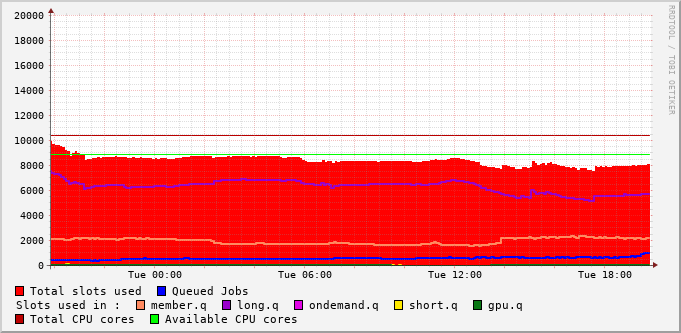 RRDTOOL / TOBI OETIKER
20000
18000
16000
14000
12000
10000
8000
6000
4000
2000
0
Tue 00:00 Tue 06:00 Tue 12:00 Tue 18:00
Total slots used Queued Jobs
Slots used in : member.q long.q ondemand.q short.q gpu.q
Total CPU cores Available CPU cores